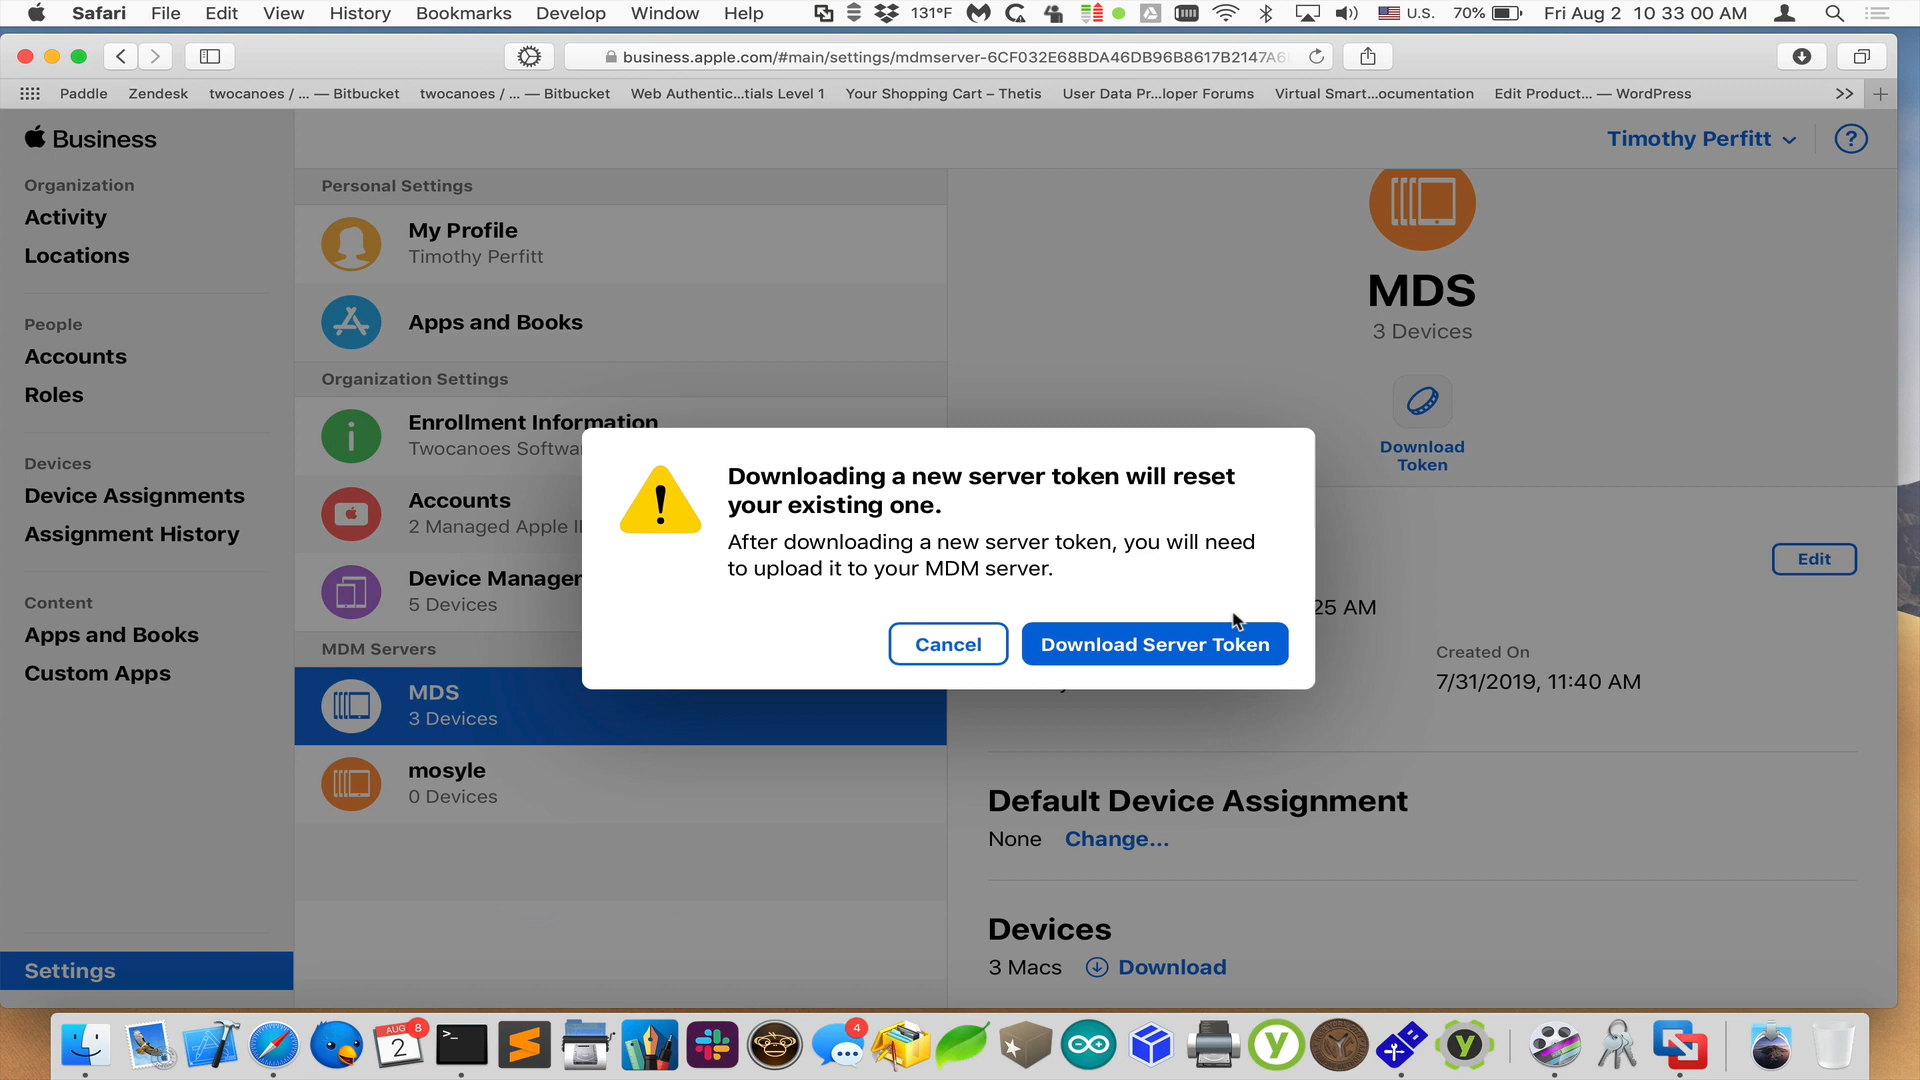 Safari File Edit View History Bookmarks Develop Window Help 131°F U.S. 70% Fri Aug 2 10 33 00 AM
business.apple.com/#main/settings/mdmserver-6CF032E68BDA46DB96B8617B2147A6
Paddle Zendesk twocanoes / ... — Bitbucket twocanoes / ... — Bitbucket Web Authentic...tials Level 1 Your Shopping Cart – Thetis User Data Pr...loper Forums Virtual Smart...ocumentation Edit Product... — WordPress >> +
Business
Timothy Perfitt ?
Organization
Activity
Locations
People
Accounts
Roles
Devices
Device Assignments
Assignment History
Content
Apps and Books
Custom Apps
Settings
Personal Settings
My Profile
Timothy Perfitt
Apps and Books
Organization Settings
Enrollment Information
Twocanoes Softwa
Accounts
2 Managed Apple I
Device Manager
5 Devices
MDM Servers
MDS
3 Devices
mosyle
0 Devices
MDS
3 Devices
Download
Token
Edit
25 AM
Created On
7/31/2019, 11:40 AM
Default Device Assignment
None Change...
Devices
3 Macs Download
Downloading a new server token will reset
your existing one.
After downloading a new server token, you will need
to upload it to your MDM server.
Cancel
Download Server Token
AUG 8
2
4